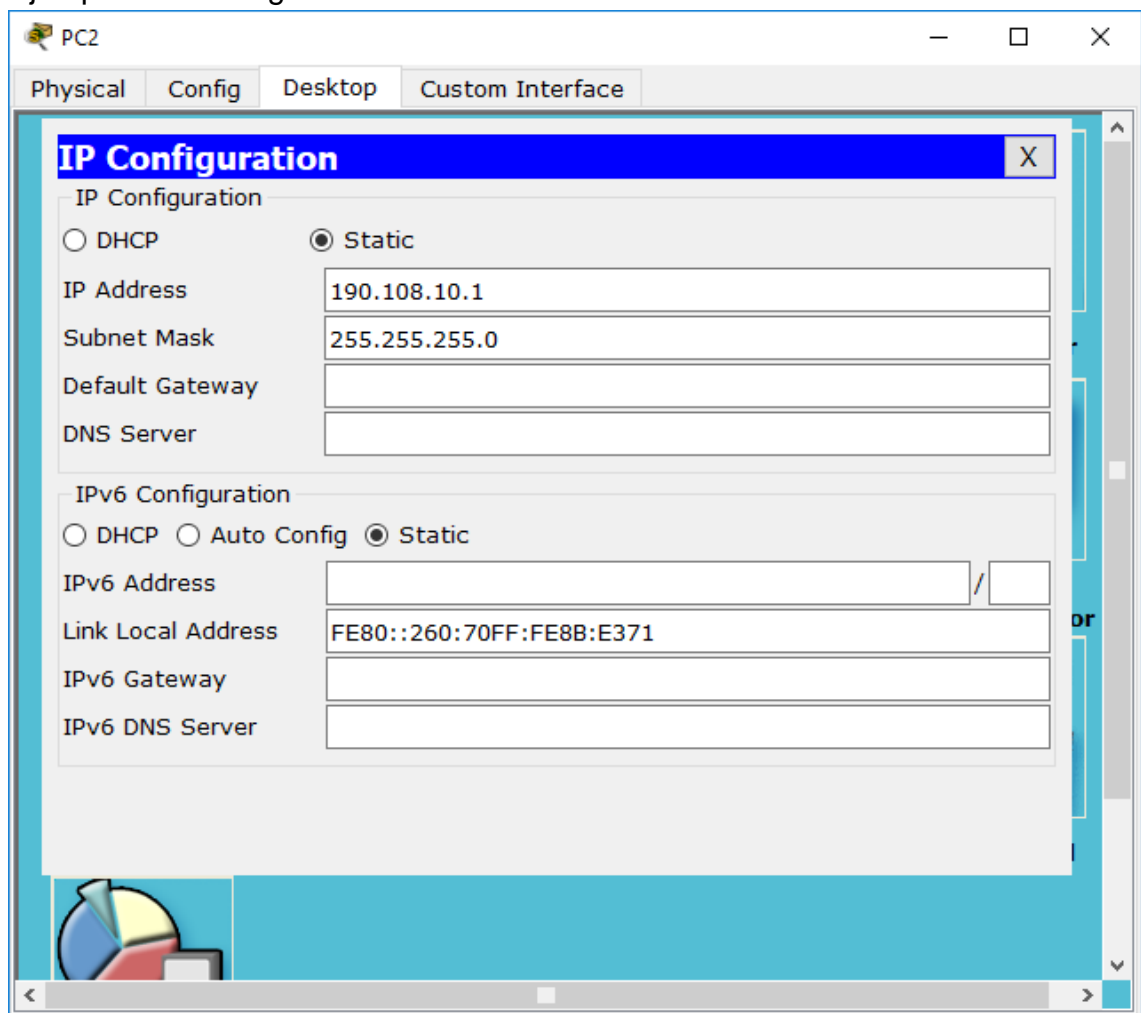 PC2
Physical Config Desktop Custom Interface
IP Configuration X
IP Configuration
DHCP Static
IP Address 190.108.10.1
Subnet Mask 255.255.255.0
Default Gateway
DNS Server
IPv6 Configuration
DHCP Auto Config Static
IPv6 Address /
Link Local Address FE80::260:70FF:FE8B:E371
or
IPv6 Gateway
IPv6 DNS Server